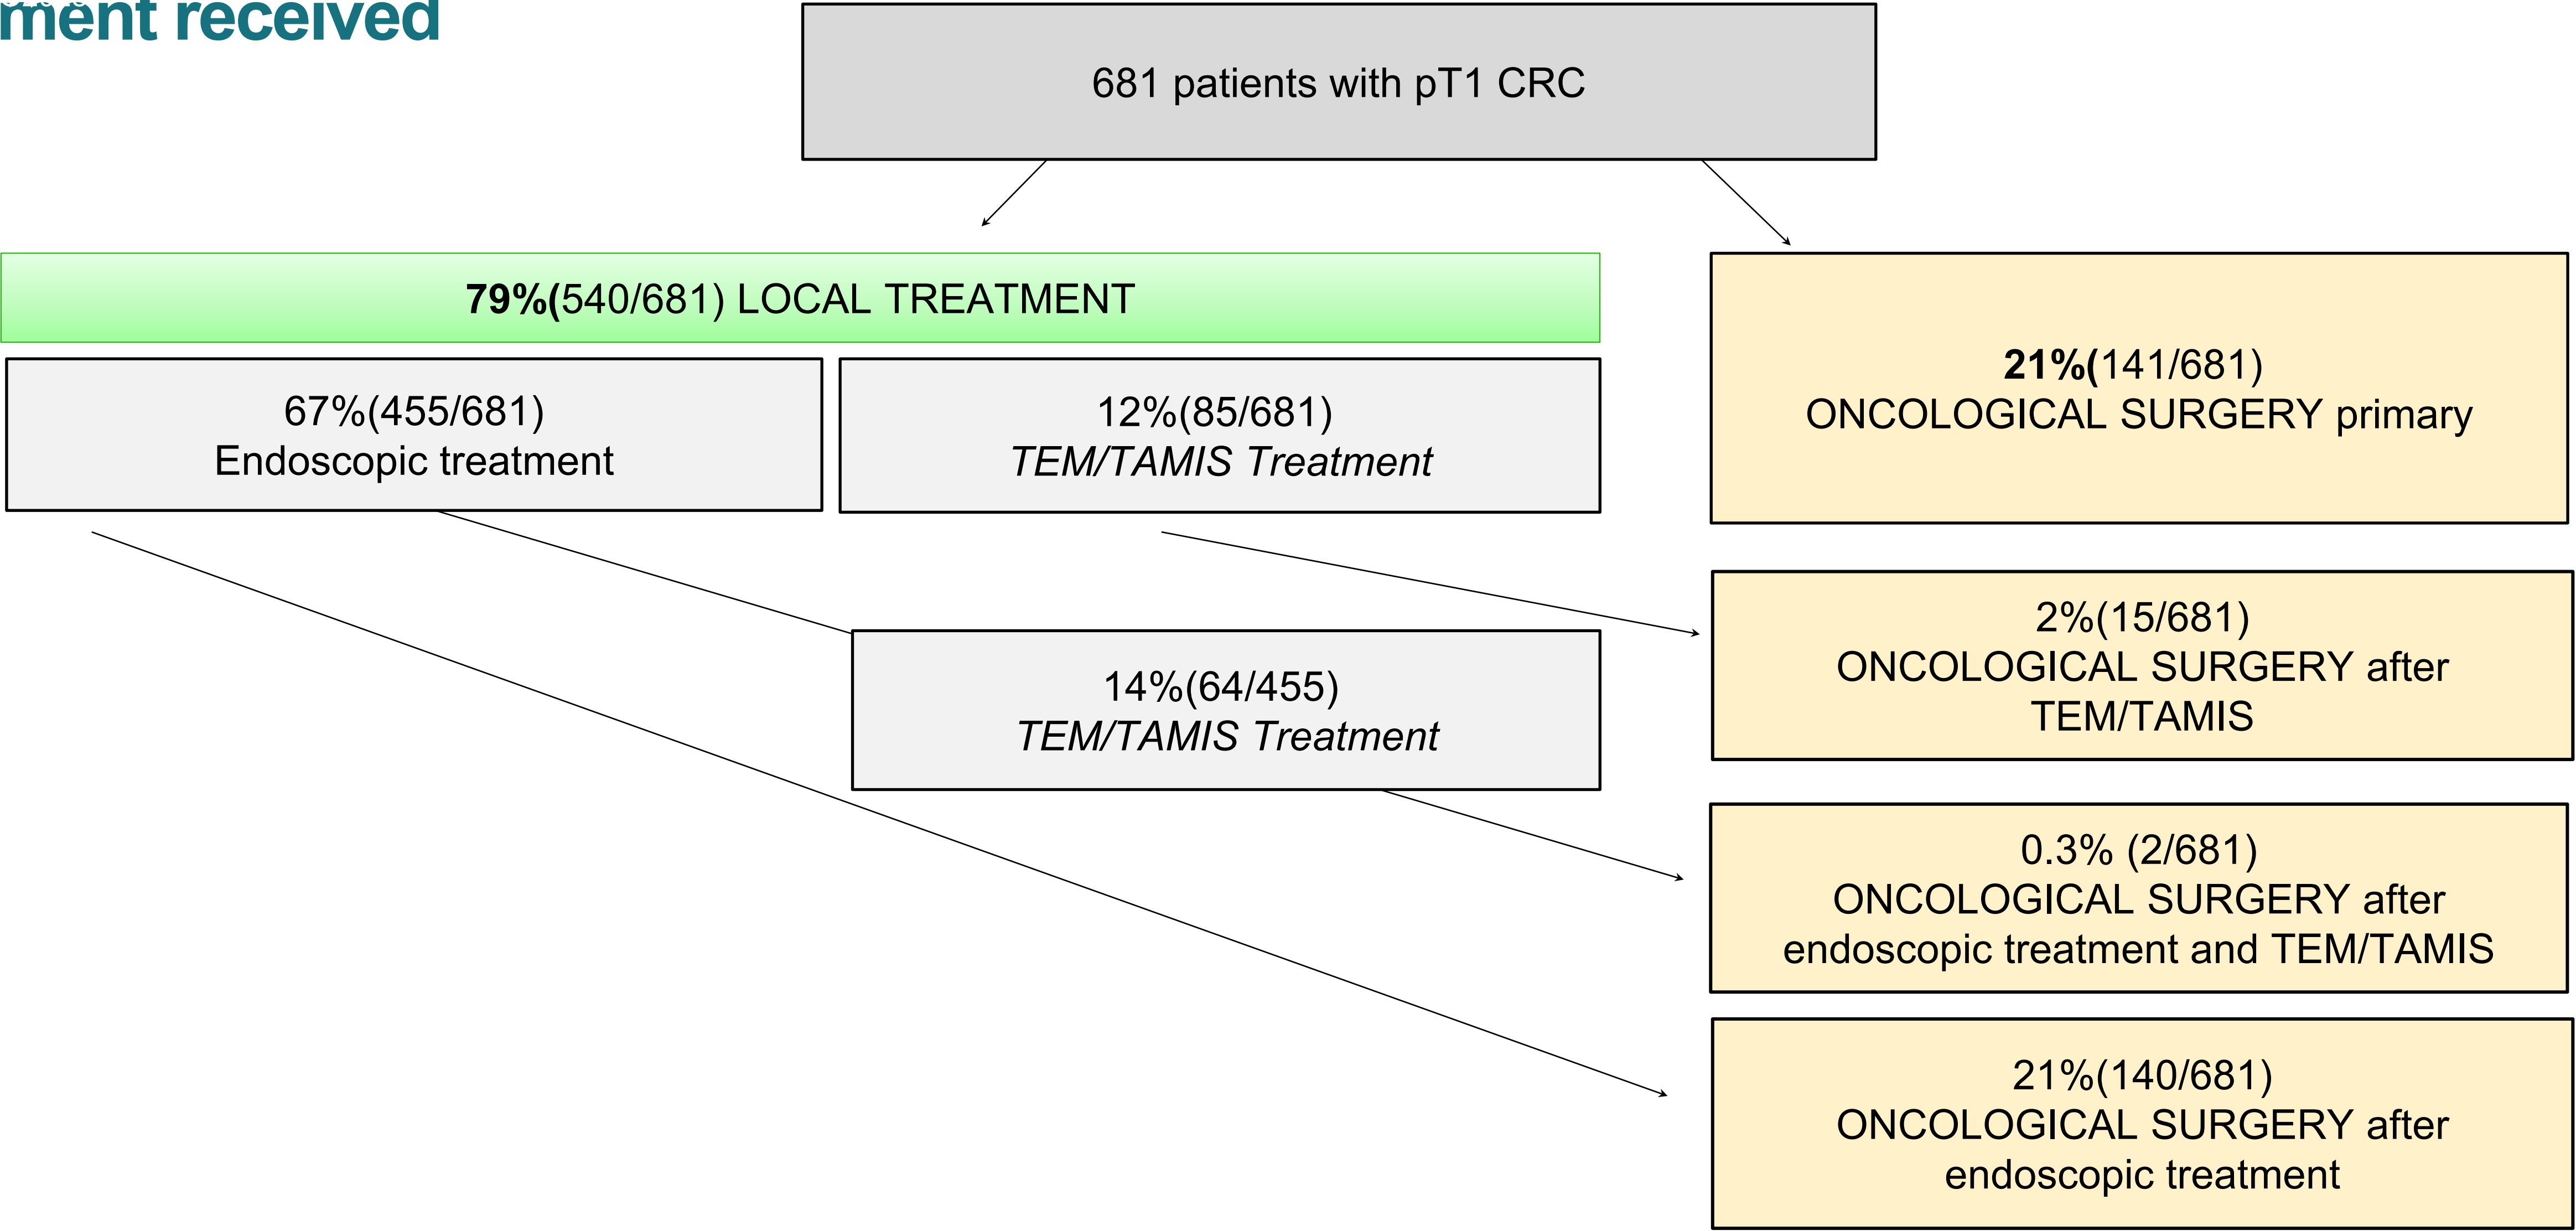 ment received
681 patients with pT1 CRC
79%(540/681) LOCAL TREATMENT
67%(455/681)
Endoscopic treatment
12%(85/681)
TEM/TAMIS Treatment
21%(141/681)
ONCOLOGICAL SURGERY primary
2%(15/681)
ONCOLOGICAL SURGERY after
TEM/TAMIS
14%(64/455)
TEM/TAMIS Treatment
0.3% (2/681)
ONCOLOGICAL SURGERY after
endoscopic treatment and TEM/TAMIS
21%(140/681)
ONCOLOGICAL SURGERY after
endoscopic treatment